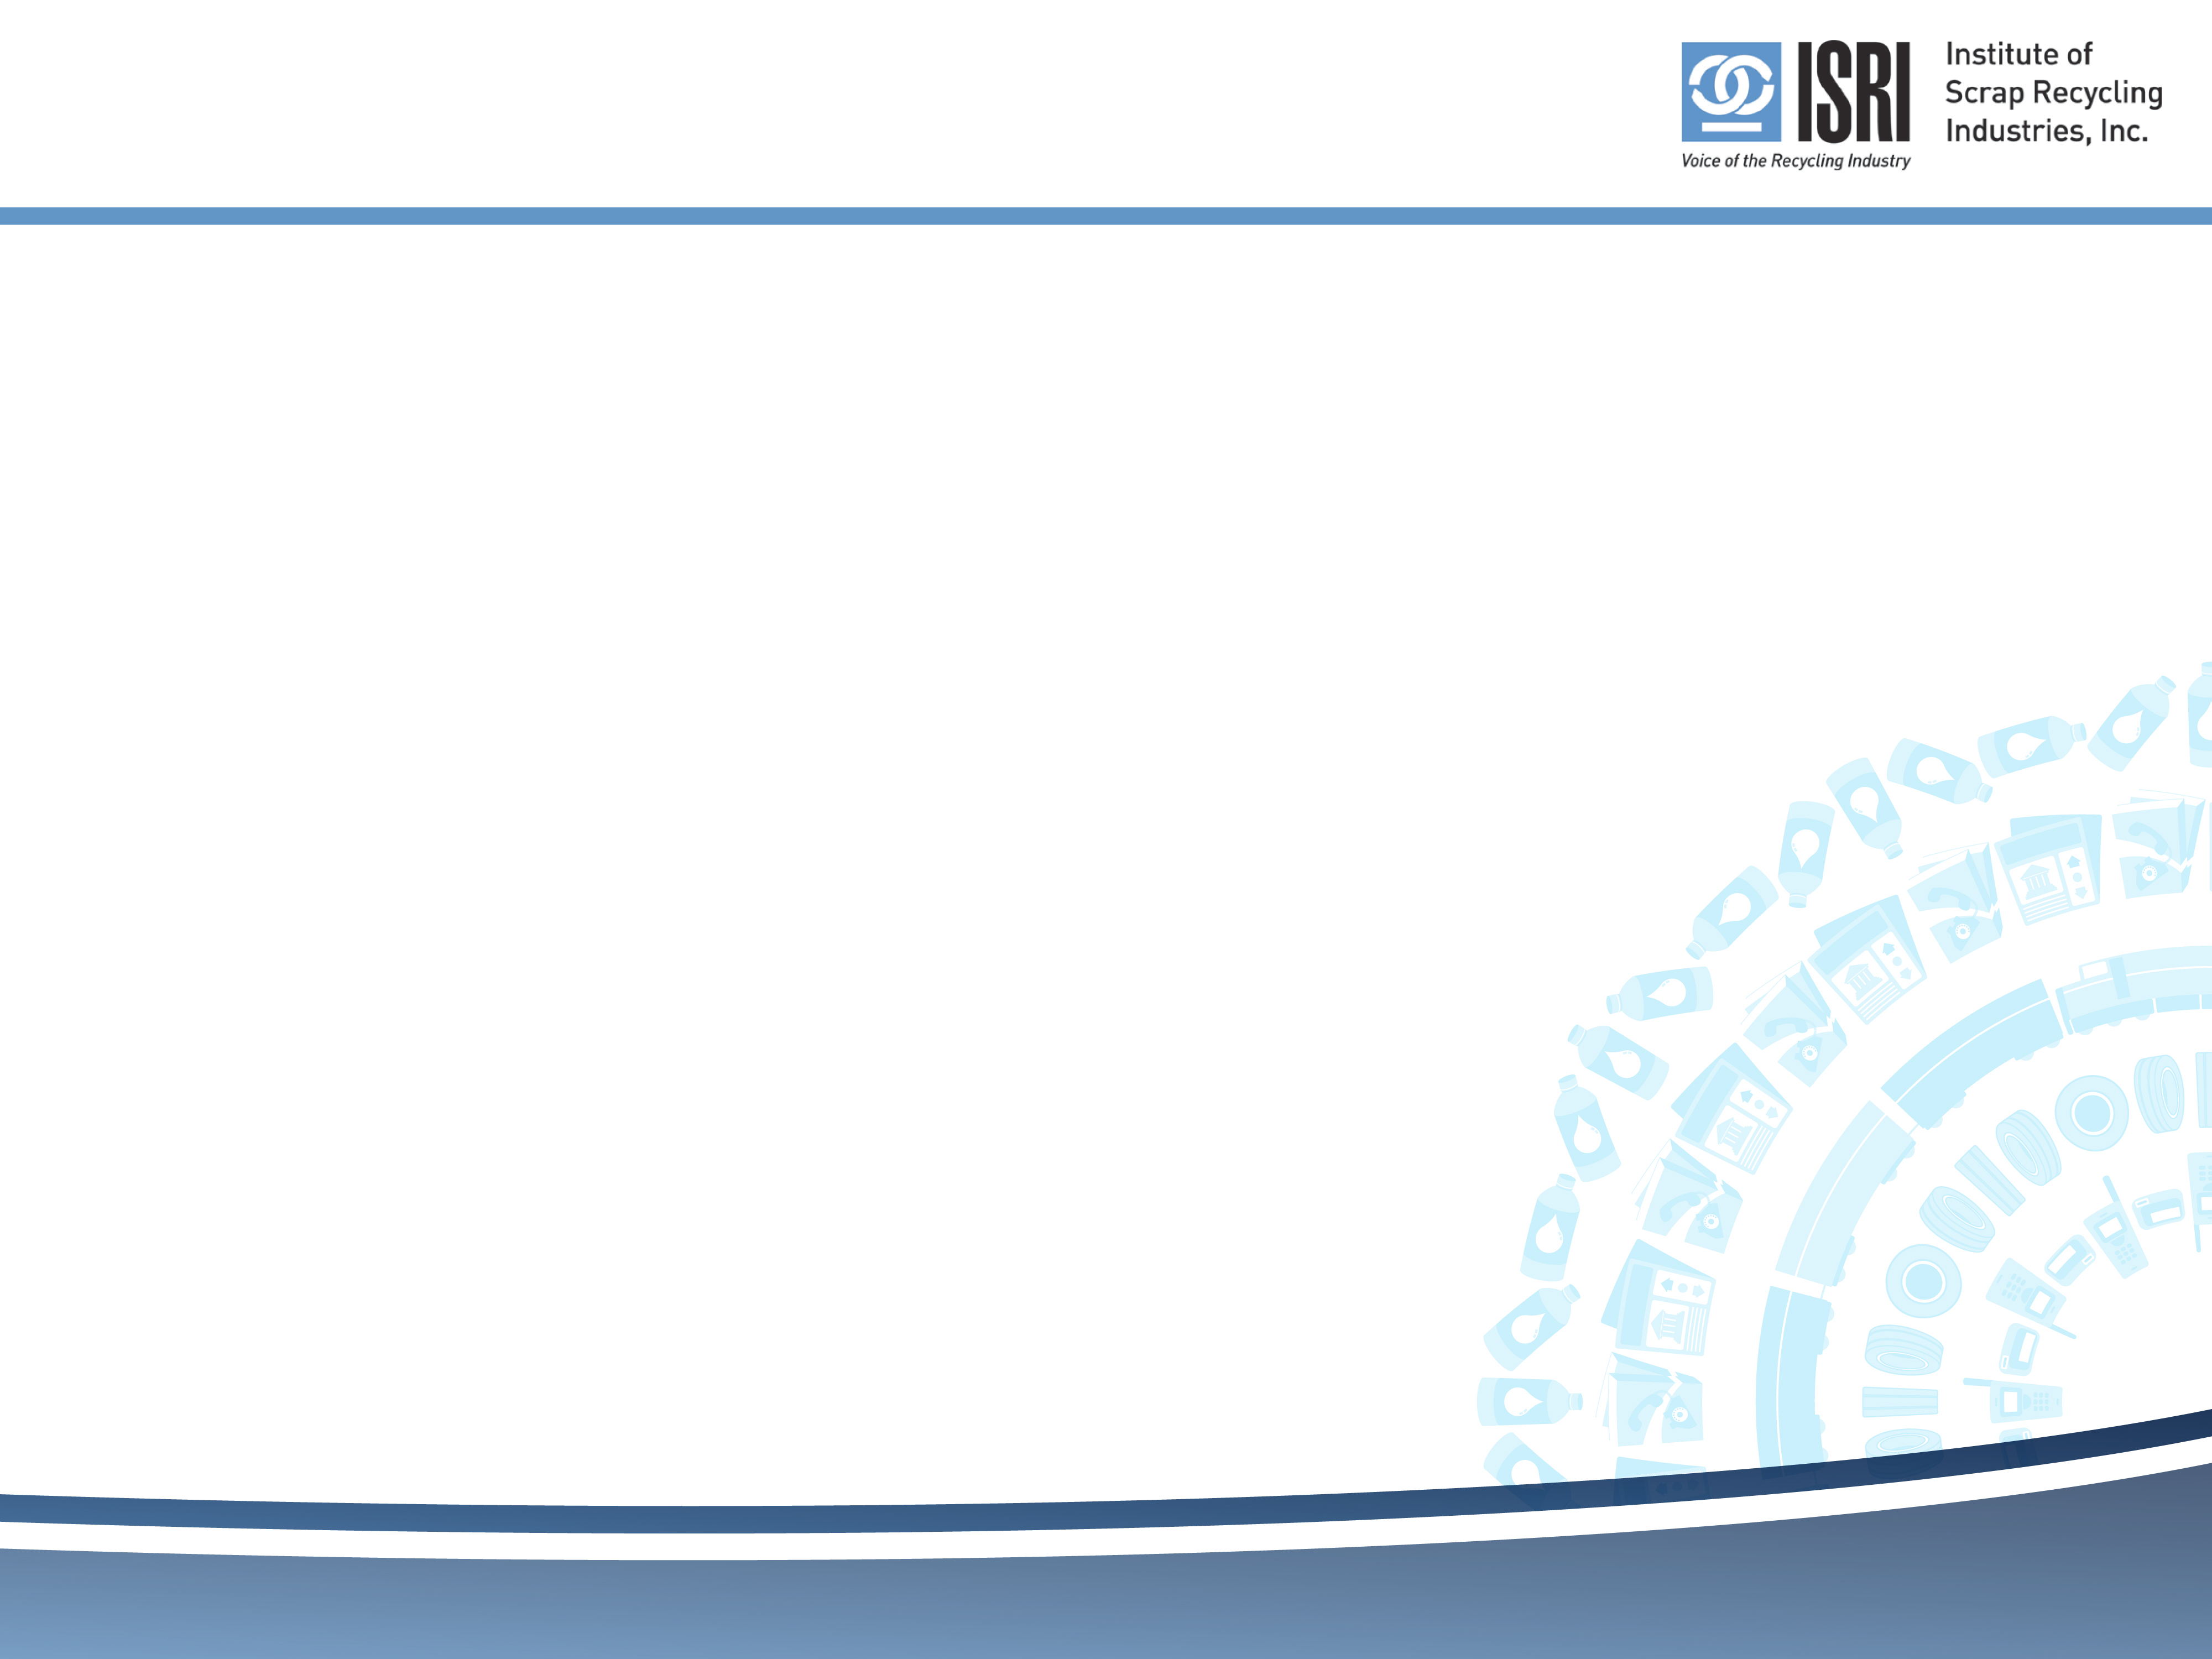 ISRI
Voice of the Recycling Industry
Institute of
Scrap Recycling
Industries, Inc.